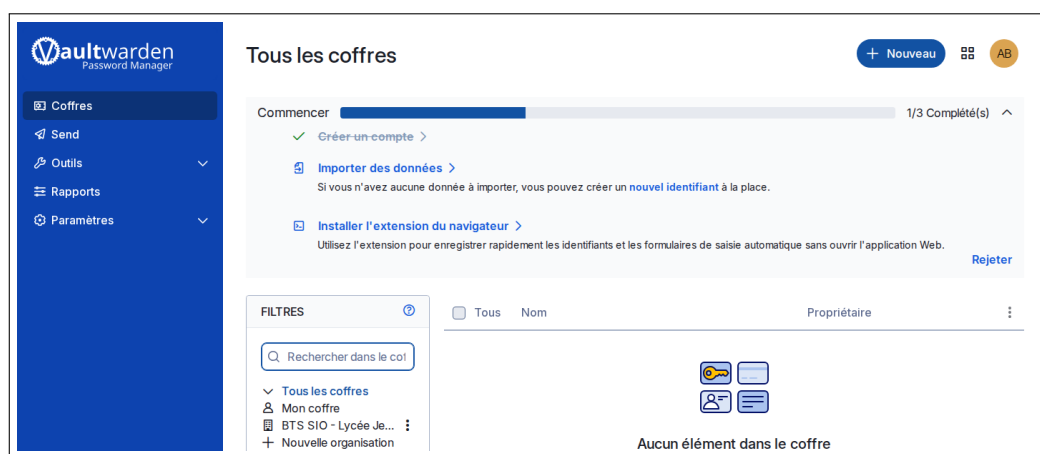 Vaultwarden
Password Manager
Coffres
Send
Outils
Rapports
Paramètres
Tous les coffres
+ Nouveau
AB
Commencer
1/3 Complété(s)
Créer un compte
Importer des données
Si vous n'avez aucune donnée à importer, vous pouvez créer un nouvel identifiant à la place.
Installer l'extension du navigateur
Utilisez l'extension pour enregistrer rapidement les identifiants et les formulaires de saisie automatique sans ouvrir l'application Web.
Rejeter
FILTRES
Rechercher dans le cof
Tous les coffres
Mon coffre
BTS SIO - Lycée Je...
Nouvelle organisation
Tous Nom Propriétaire
Aucun élément dans le coffre